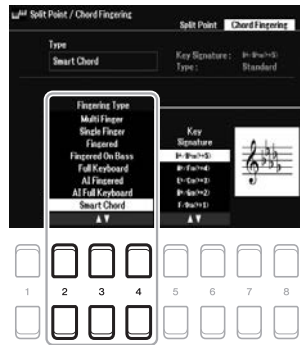 Split Point / Chord Fingering
Split Point
Chord Fingering
Type
Smart Chord
Key Signature :
Type :
Standard
Fingering Type
Multi Finger
Single Finger
Fingered
Fingered On Bass
Full Keyboard
AI Fingered
AI Full Keyboard
Smart Chord
Key
Signature
1 2 3 4 5 6 7 8